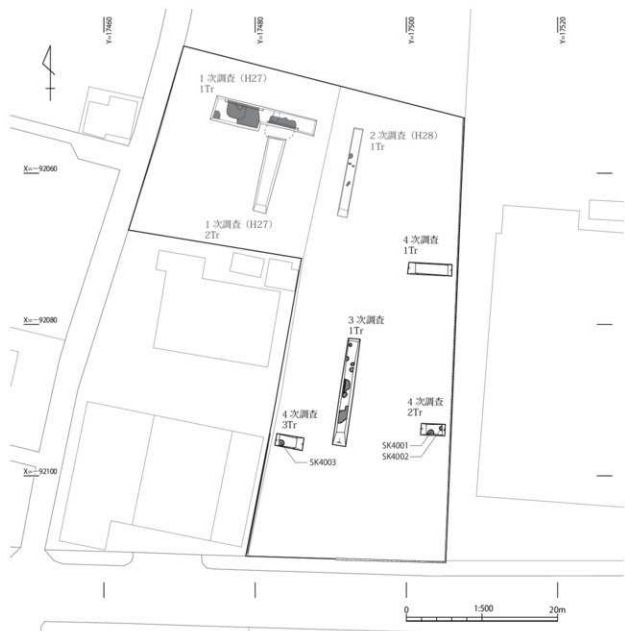 Y=17460
Y=17480
Y=17500
Y=17520
1次調査(H27)
1Tr
2次調査(H28)
1Tr
X=-92060
1次調査(H27)
2Tr
4次調査
1Tr
X=-92080
3次調査
1Tr
4次調査
3Tr
4次調査
2Tr
SK4001
SK4002
SK4003
X=-92100
0
1:500
20m